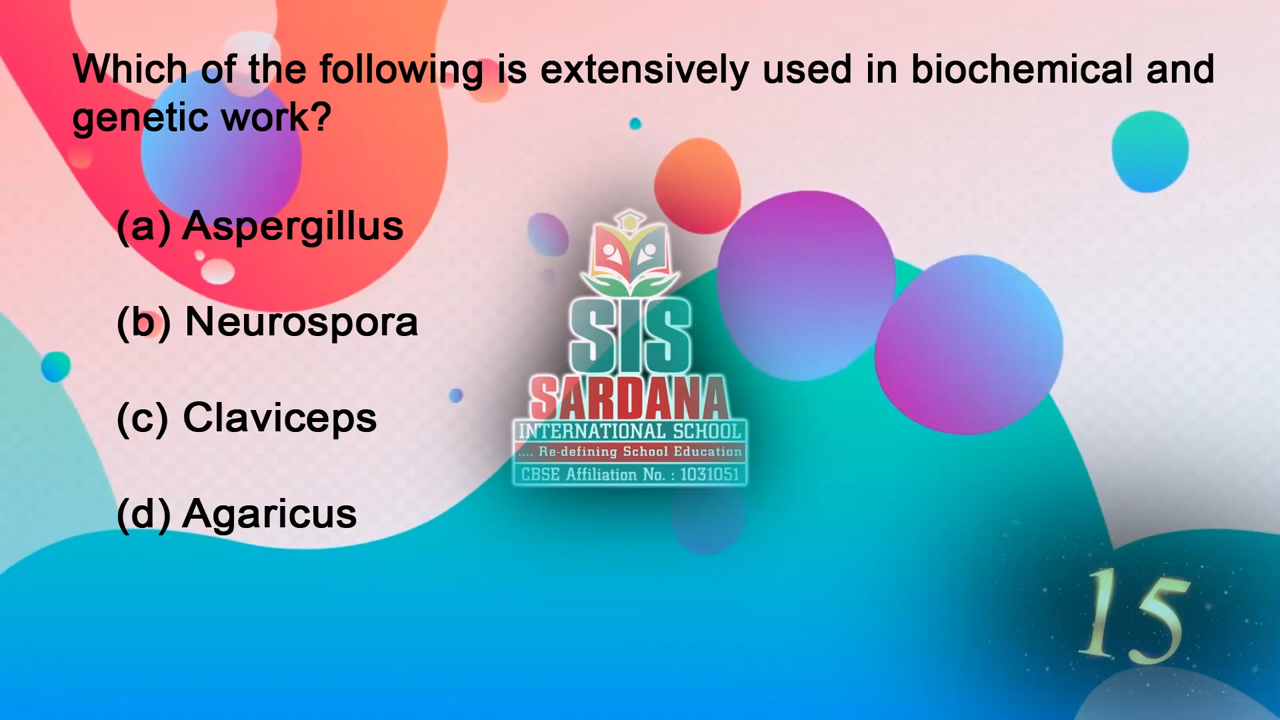 Which of the following is extensively used in biochemical and
genetic work?
(a) Aspergillus
(b) Neurospora
(c) Claviceps
(d) Agaricus
SIS
SARDANA
INTERNATIONAL SCHOOL
.... Re-defining School Education
CBSE Affiliation No. : 1031051
15